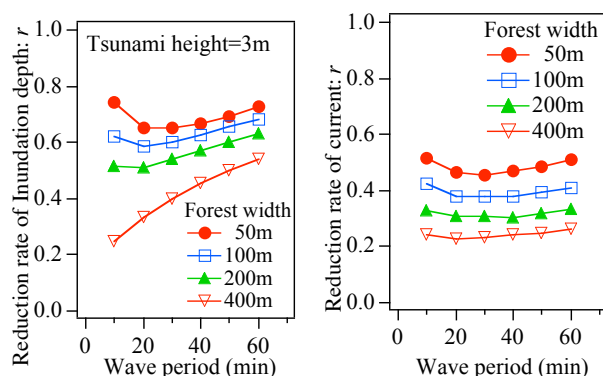 Reduction rate of Inundation depth: r
1.0
0.8
0.6
0.4
0.2
0.0
Tsunami height=3m
Forest width
50m
100m
200m
400m
0 20 40 60
Wave period (min)
Reduction rate of current: r
1.0
0.8
0.6
0.4
0.2
0.0
Forest width
50m
100m
200m
400m
0 20 40 60
Wave period (min)